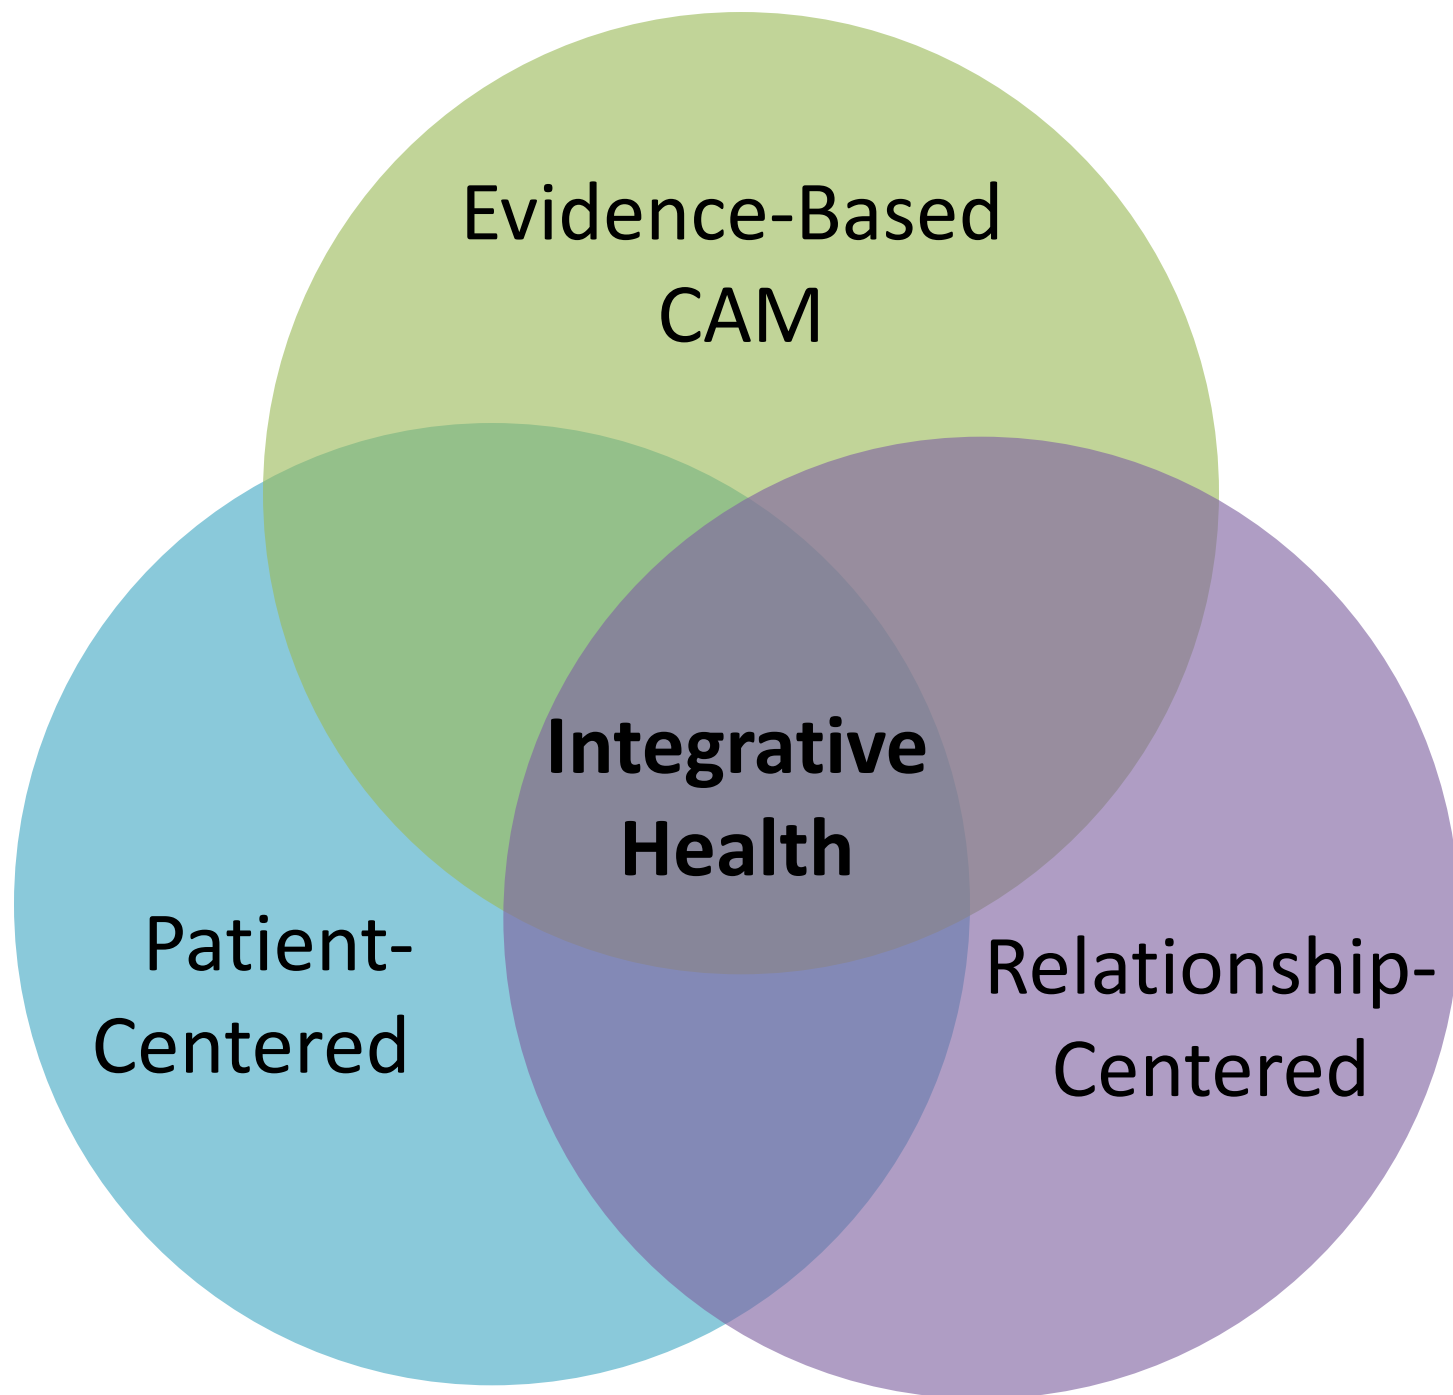 Evidence-Based
CAM
Integrative
Health
Patient-
Centered
Relationship-
Centered